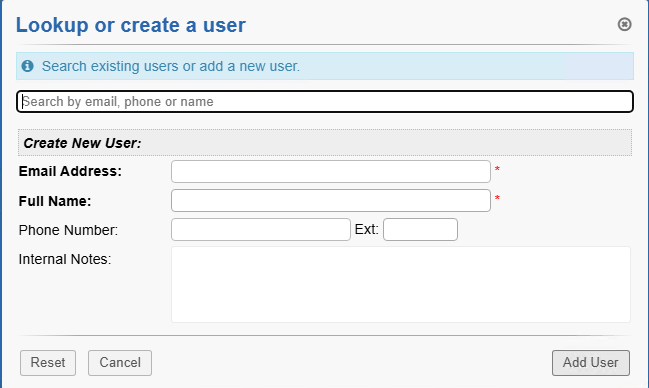 Lookup or create a user
Search existing users or add a new user.
Search by email, phone or name
Create New User:
Email Address: *
Full Name: *
Phone Number: Ext:
Internal Notes:
Reset Cancel Add User